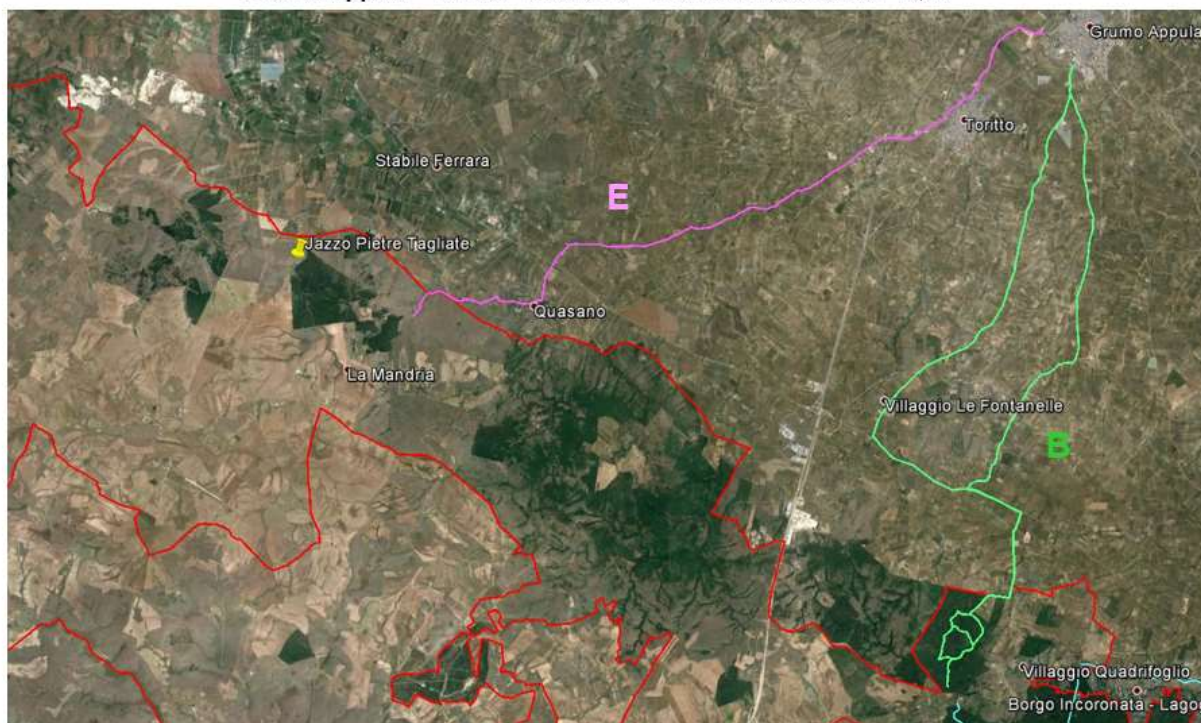 Grumo Appula
Toritto
Stabile Ferrara
E
Jazzo Pietre Tagliate
Quasano
La Mandria
Villaggio Le Fontanelle
B
Villaggio Quadrifoglio
Borgo Incoronata - Lago